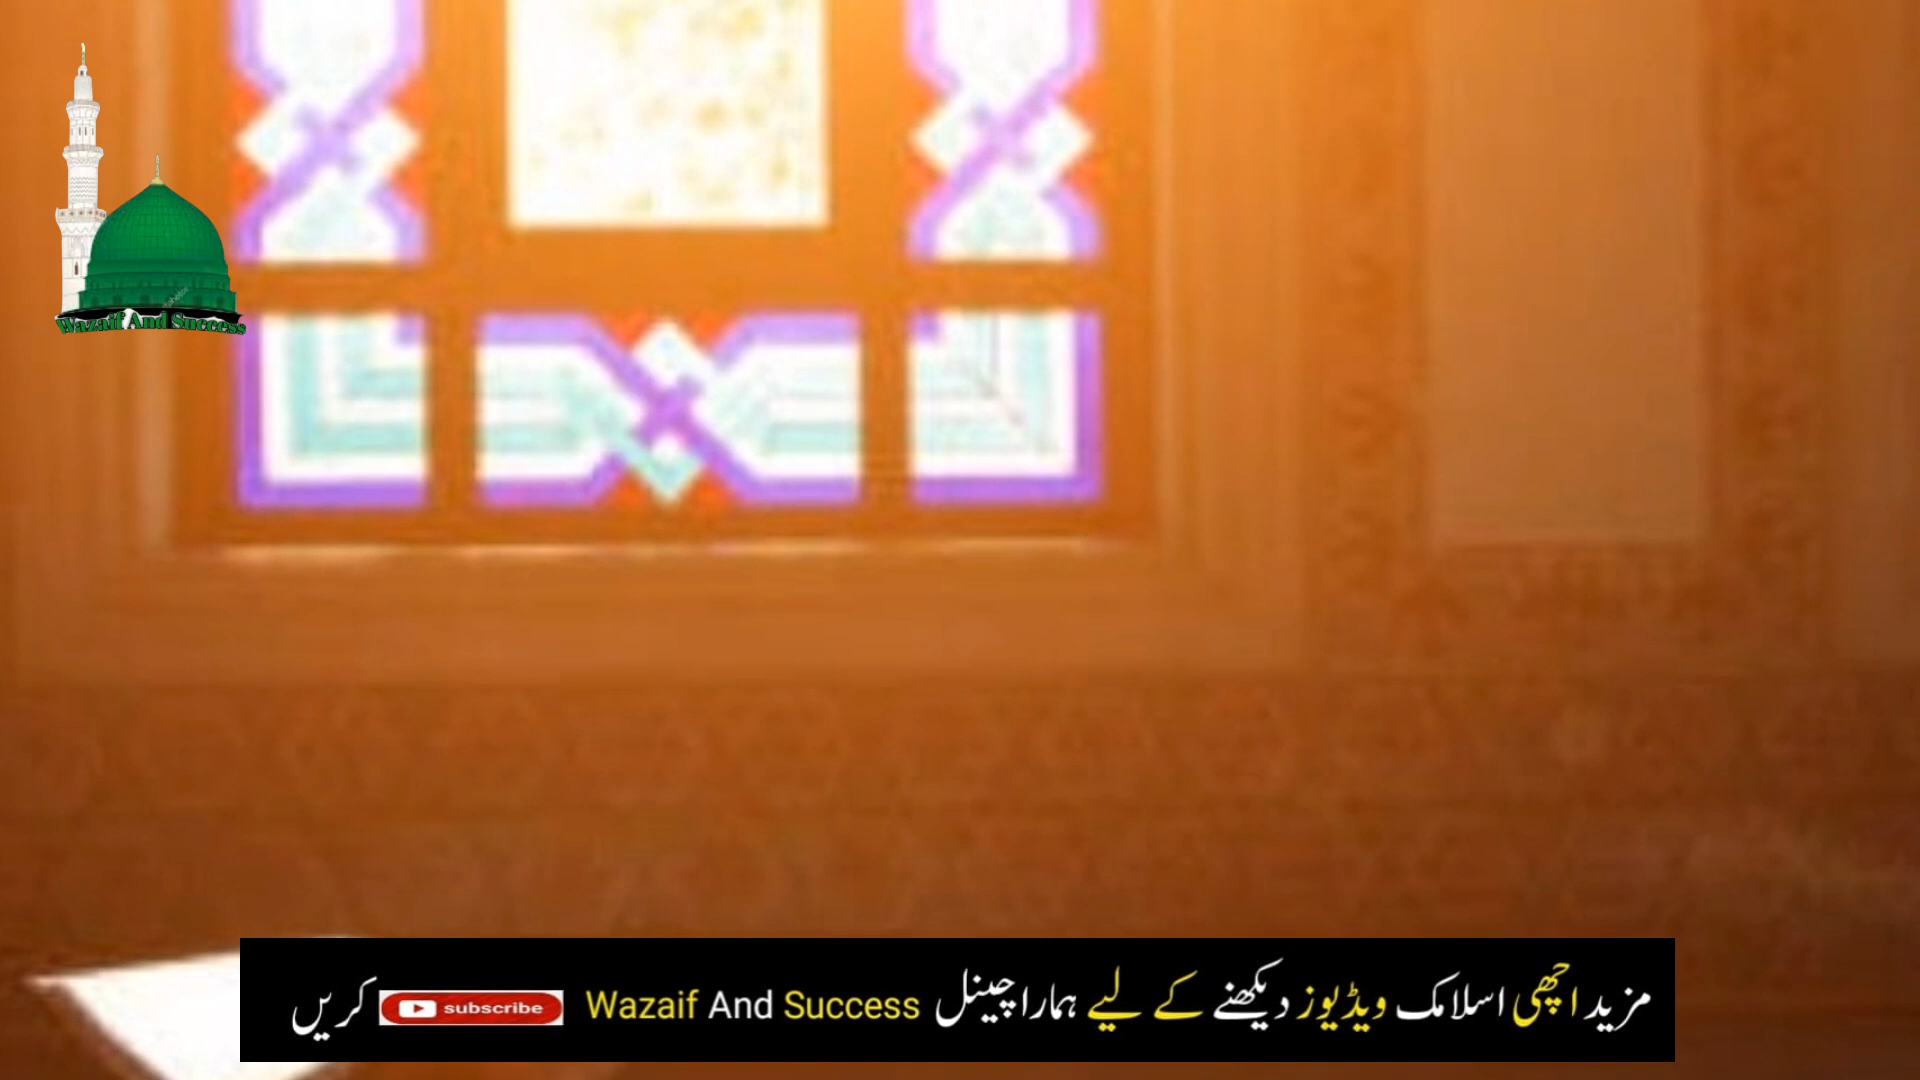 Wazaif And Success
مزید اچھی اسلامک ویڈیوز دیکھنے کے لیے ہمارا چینل Wazaif And Success subscribe کریں